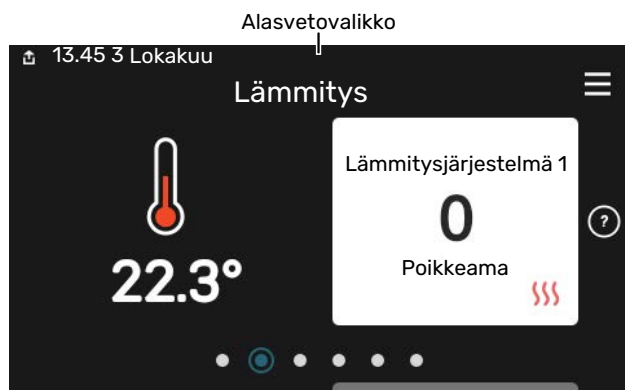 Alasvetovalikko
13.45 3 Lokakuu
Lämmitys
Lämmitysjärjestelmä 1
0
Poikkeama
22.3°
?